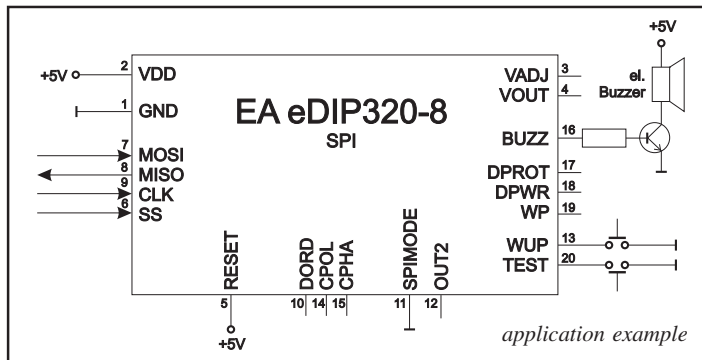 +5V
+5V
2
VDD
1
GND
7
MOSI
8
MISO
9
CLK
6
SS
EA eDIP320-8
SPI
VADJ
3
VOUT
4
el.
Buzzer
BUZZ
16
DPROT
17
DPWR
18
WP
19
WUP
13
TEST
20
RESET
DORD
CPOL
CPHA
SPIMODE
OUT2
5
10
14
15
11
12
+5V
application example